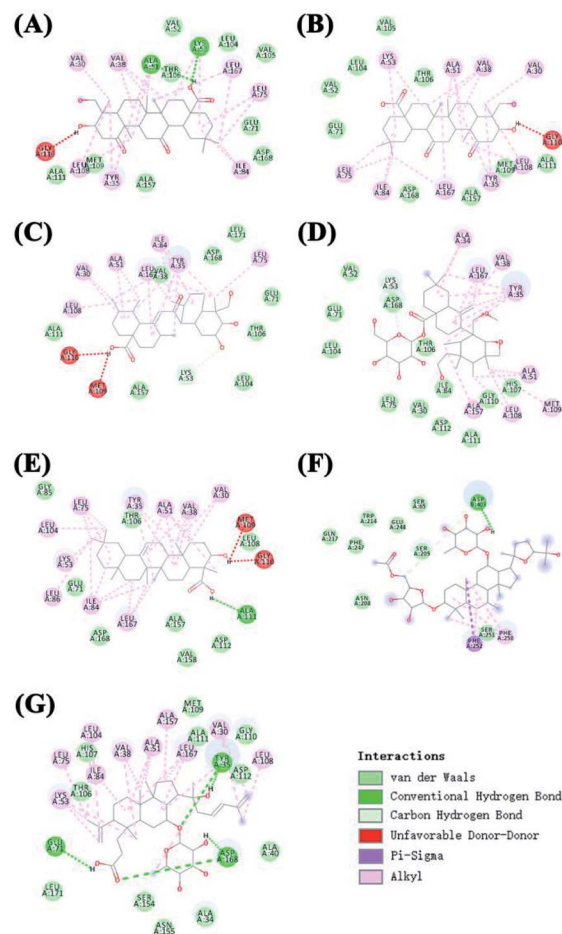 (A)
VAL A:52
LEU A:104
VAL A:105
VAL A:30
VAL A:38
ALA A:51
THR A:106
LEU A:167
LEU A:75
GLU A:71
ASP A:168
ILE A:84
GLY A:110
ALA A:111
LEU A:108
MET A:109
TYR A:35
ALA A:157
(B)
VAL A:105
LYS A:53
LEU A:104
THR A:106
ALA A:51
VAL A:38
VAL A:30
VAL A:52
GLU A:71
GLY A:110
LEU A:75
ILE A:84
ASP A:168
LEU A:167
ALA A:157
TYR A:35
MET A:109
LEU A:108
ALA A:111
(C)
ILE A:84
LEU A:171
TYR A:35
ASP A:168
ALA A:51
LEU A:167
VAL A:38
LEU A:75
VAL A:30
GLU A:71
LEU A:108
ALA A:111
THR A:106
GLY A:110
MET A:109
ALA A:157
LYS A:53
LEU A:104
(D)
ALA A:34
VAL A:38
LEU A:167
VAL A:52
LYS A:53
TYR A:35
ASP A:168
GLU A:71
LEU A:104
THR A:106
ALA A:51
ILE A:84
HIS A:107
GLY A:110
LEU A:75
VAL A:30
ALA A:157
LEU A:108
MET A:109
ASP A:112
ALA A:111
(E)
GLY A:85
LEU A:75
TYR A:35
ALA A:51
VAL A:38
VAL A:30
THR A:106
MET A:109
LEU A:104
LEU A:108
GLY A:110
LYS A:53
GLU A:71
LEU A:86
ILE A:84
ALA A:111
LEU A:167
ALA A:157
ASP A:112
ASP A:168
VAL A:158
(F)
SER A:95
TRP A:214
GLU A:248
GLN A:217
PHE A:247
SER A:205
ASN A:204
SER A:251
PHE A:250
(G)
MET A:109
ALA A:157
LEU A:104
VAL A:30
GLY A:110
ALA A:111
LEU A:75
HIS A:107
VAL A:38
ALA A:51
LEU A:167
TYR A:35
LEU A:108
ILE A:84
ASP A:112
LYS A:53
THR A:106
GLU A:71
ASP A:168
ALA A:40
LEU A:171
SER A:154
ASN A:155
ALA A:34
Interactions
van der Waals
Conventional Hydrogen Bond
Carbon Hydrogen Bond
Unfavorable Donor-Donor
Pi-Sigma
Alkyl